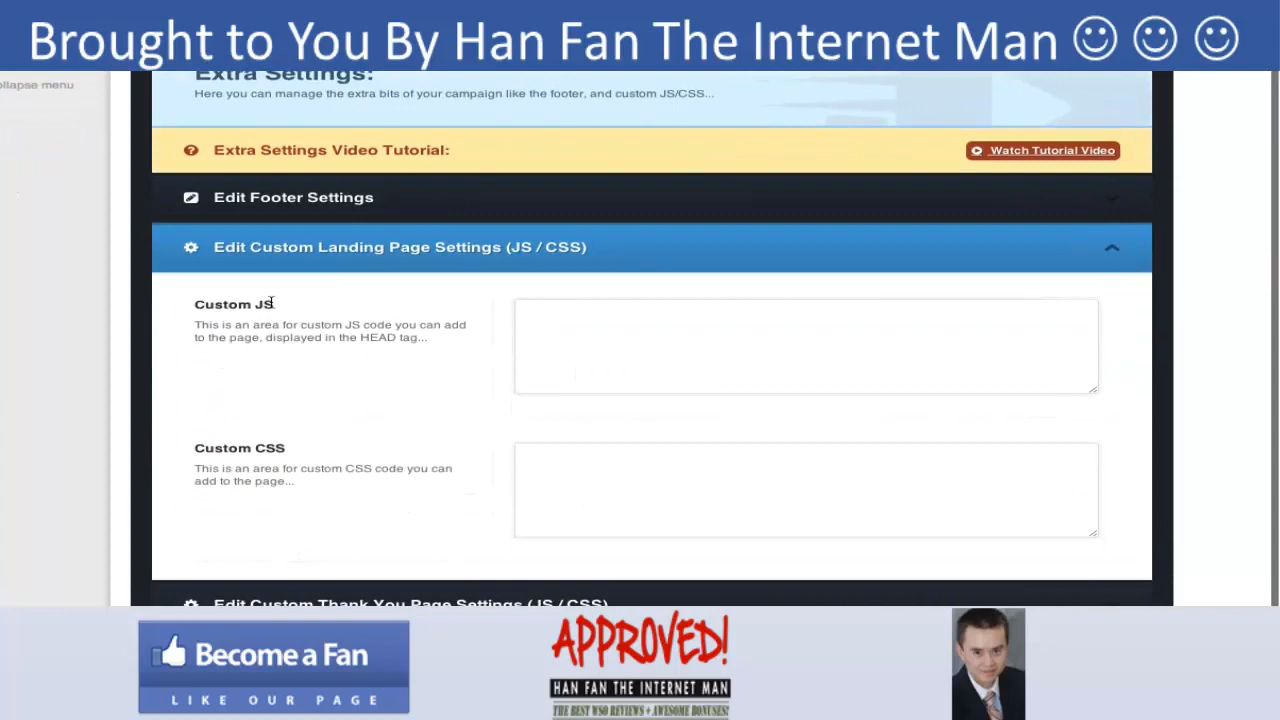 Brought to You By Han Fan The Internet Man
ollapse menu
Extra Settings:
Here you can manage the extra bits of your campaign like the footer, and custom JS/CSS...
Extra Settings Video Tutorial:
Watch Tutorial Video
Edit Footer Settings
Edit Custom Landing Page Settings (JS / CSS)
Custom JS
This is an area for custom JS code you can add
to the page, displayed in the HEAD tag...
Custom CSS
This is an area for custom CSS code you can
add to the page...
Edit Custom Thank You Page Settings ( JS / CSS)
Become a Fan
LIKE OUR PAGE
APPROVED!
HAN FAN THE INTERNET MAN
THE BEST WSO REVIEWS + AWESOME BONUSES!